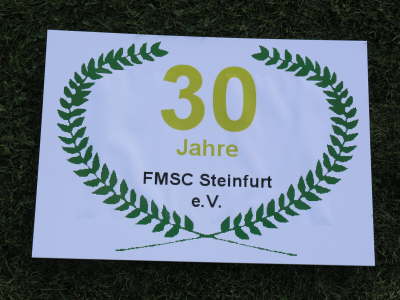 30
Jahre
FMSC Steinfurt
e.V.